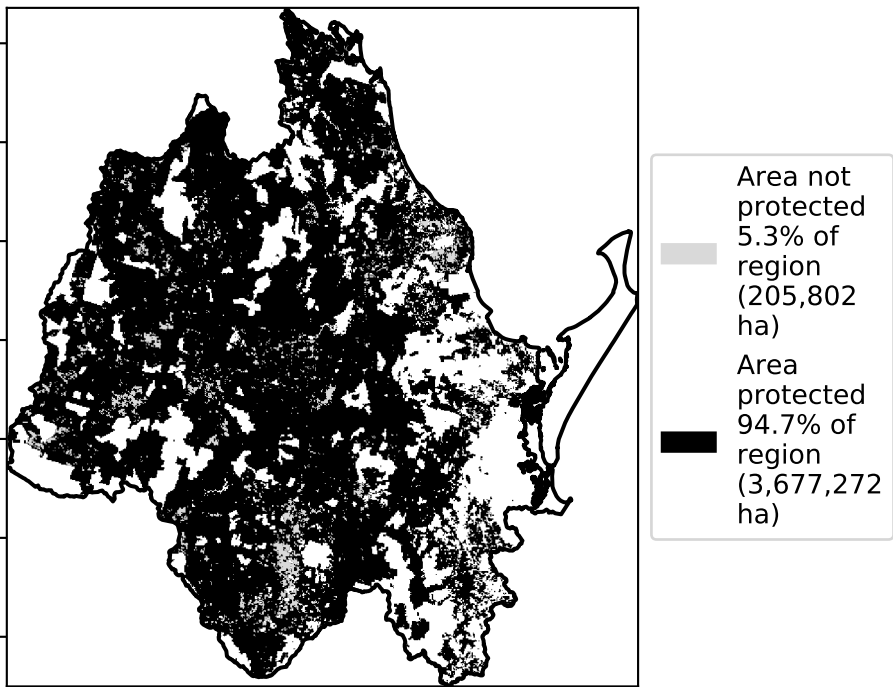 Area not
protected
5.3% of
region
(205,802
ha)
Area
protected
94.7% of
region
(3,677,272
ha)